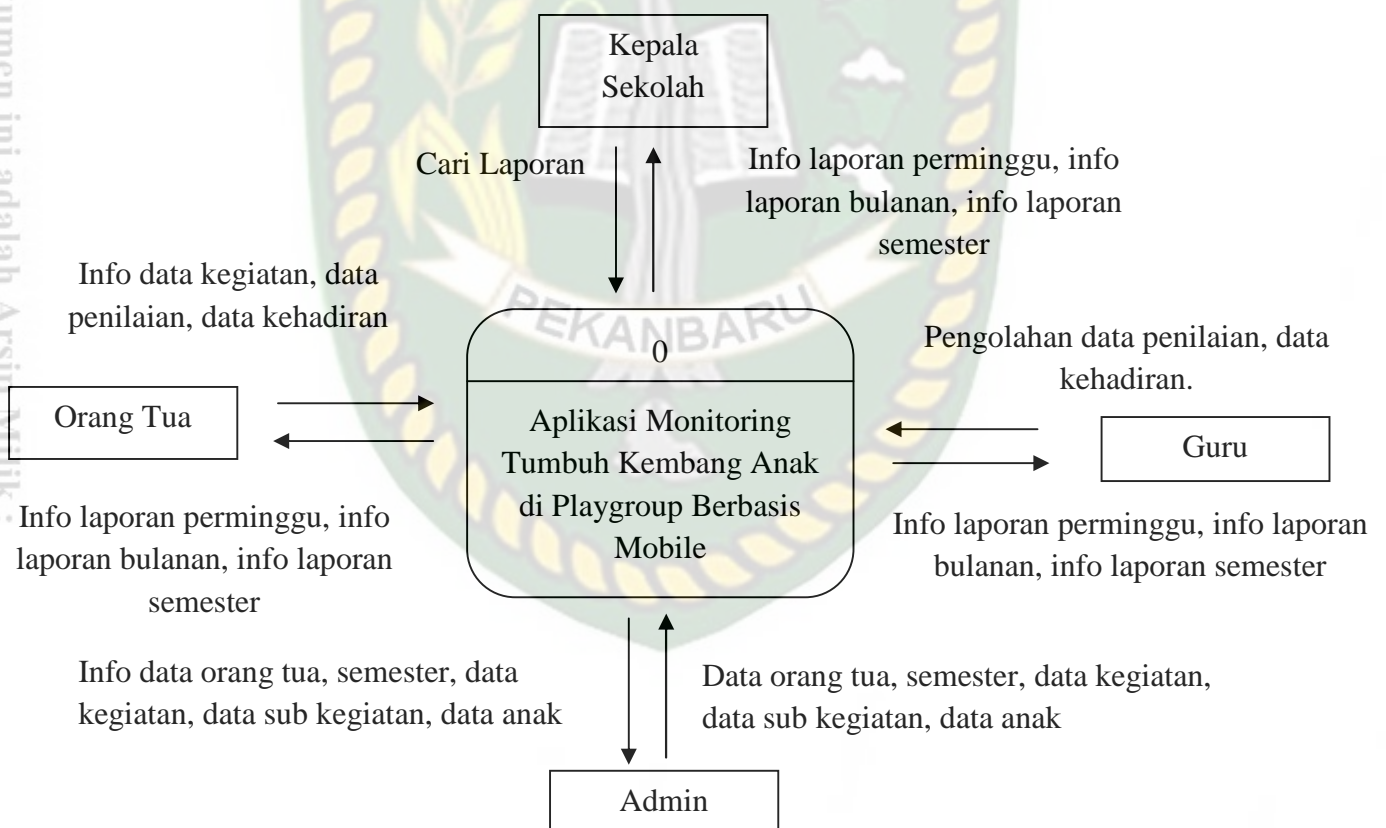 Kepala
Sekolah
Cari Laporan
Info laporan perminggu, info
laporan bulanan, info laporan
semester
Info data kegiatan, data
penilaian, data kehadiran
PEKANBARU
0
Pengolahan data penilaian, data
kehadiran.
Orang Tua
Aplikasi Monitoring
Tumbuh Kembang Anak
di Playgroup Berbasis
Mobile
Guru
Info laporan perminggu, info
laporan bulanan, info laporan
semester
Info laporan perminggu, info laporan
bulanan, info laporan semester
Info data orang tua, semester, data
kegiatan, data sub kegiatan, data anak
Data orang tua, semester, data kegiatan,
data sub kegiatan, data anak
Admin
ini adalah Arsip Milik :